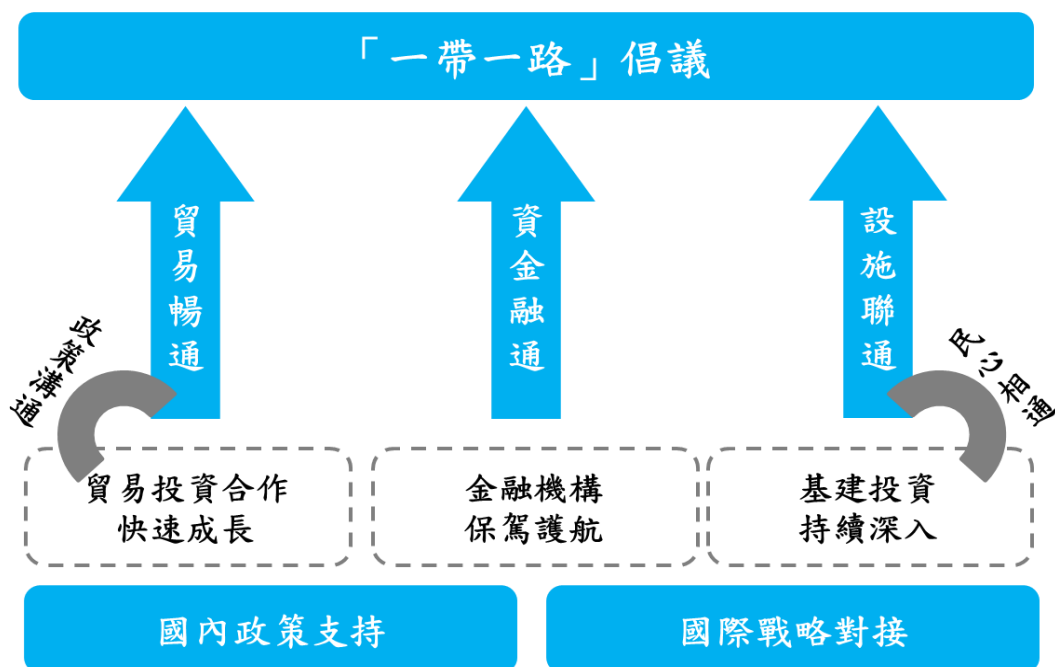 「一帶一路」倡議
貿易暢通
資金融通
設施聯通
政策溝通
民心相通
貿易投資合作
快速成長
金融機構
保駕護航
基建投資
持續深入
國內政策支持
國際戰略對接